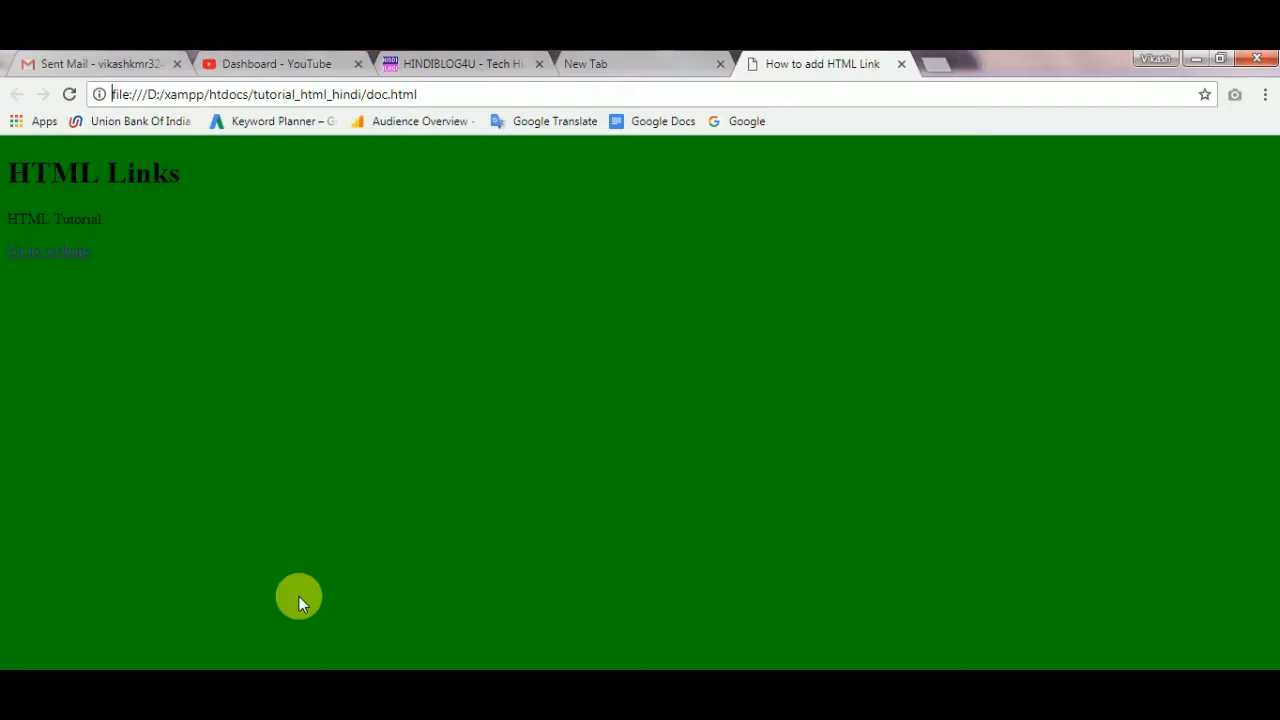 Sent Mail - vikashkmr32
Dashboard - YouTube
HINDIBLOG4U - Tech Hi
New Tab
How to add HTML Link
Vikash
file:///D:/xampp/htdocs/tutorial_html_hindi/doc.html
Apps
Union Bank Of India
Keyword Planner – G
Audience Overview -
Google Translate
Google Docs
Google
HTML Links
HTML Tutorial
Go to website